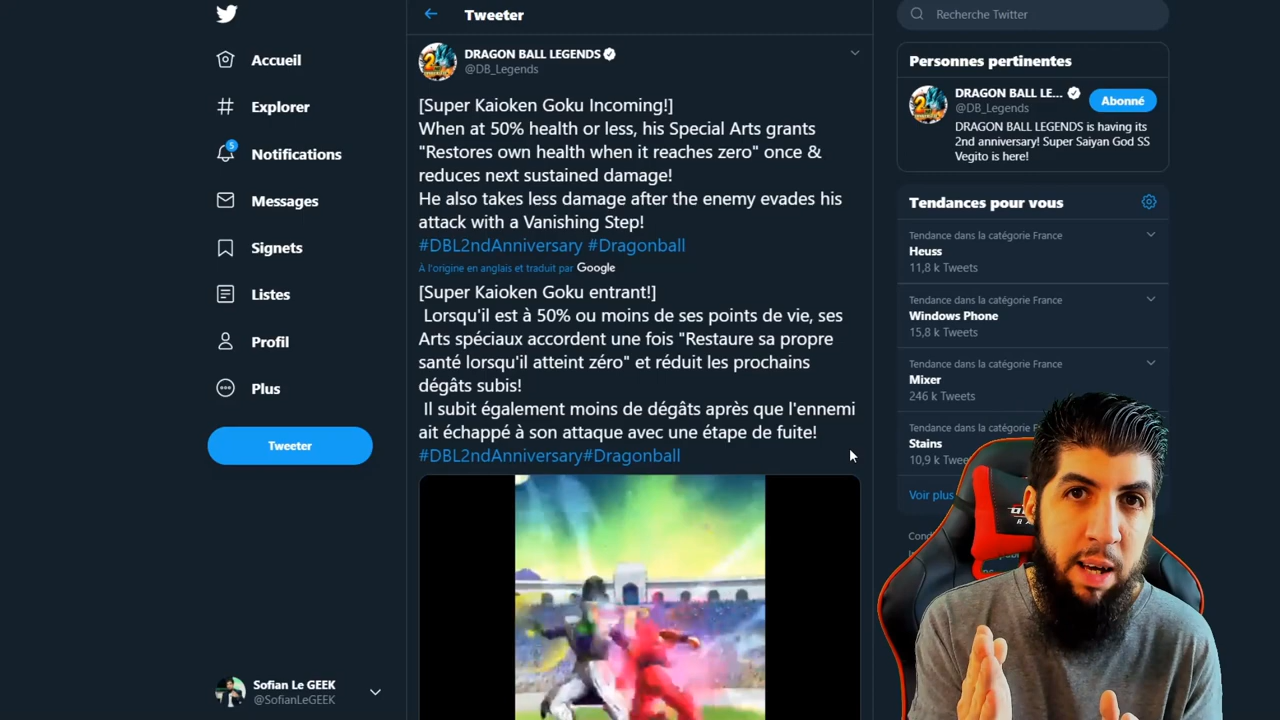 Accueil
Explorer
5
Notifications
Messages
Signets
Listes
Profil
Plus
Tweeter
Sofian Le GEEK
@SofianLeGEEK
Tweeter
DRAGON BALL LEGENDS
@DB_Legends
[Super Kaioken Goku Incoming!]
When at 50% health or less, his Special Arts grants
"Restores own health when it reaches zero" once &
reduces next sustained damage!
He also takes less damage after the enemy evades his
attack with a Vanishing Step!
#DBL2ndAnniversary #Dragonball
À l'origine en anglais et traduit par Google
[Super Kaioken Goku entrant!]
Lorsqu'il est à 50% ou moins de ses points de vie, ses
Arts spéciaux accordent une fois "Restaure sa propre
santé lorsqu'il atteint zéro" et réduit les prochains
dégâts subis!
Il subit également moins de dégâts après que l'ennemi
ait échappé à son attaque avec une étape de fuite!
#DBL2ndAnniversary#Dragonball
Recherche Twitter
Personnes pertinentes
DRAGON BALL LE...
@DB_Legends
Abonné
DRAGON BALL LEGENDS is having its
2nd anniversary! Super Saiyan God SS
Vegito is here!
Tendances pour vous
Tendance dans la catégorie France
Heuss
11,8 k Tweets
Tendance dans la catégorie France
Windows Phone
15,8 k Tweets
Tendance dans la catégorie France
Mixer
246 k Tweets
Tendance dans la catégorie France
Stains
10,9 k Twee
Voir plus